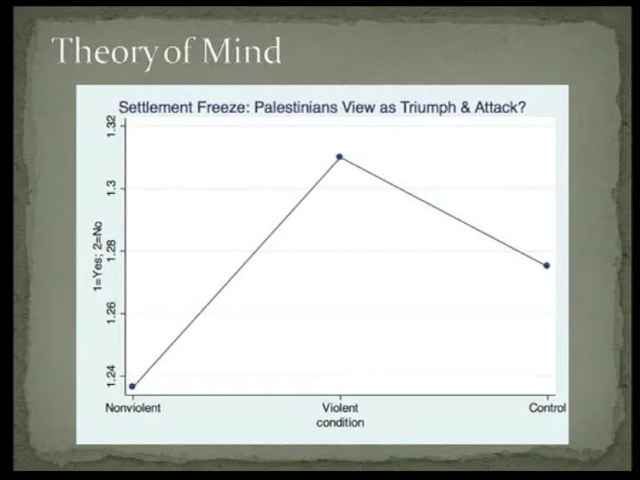 Theory of Mind
Settlement Freeze: Palestinians View as Triumph & Attack?
1=Yes; 2=No
1.32
1.3
1.28
1.26
1.24
Nonviolent
Violent
Control
condition